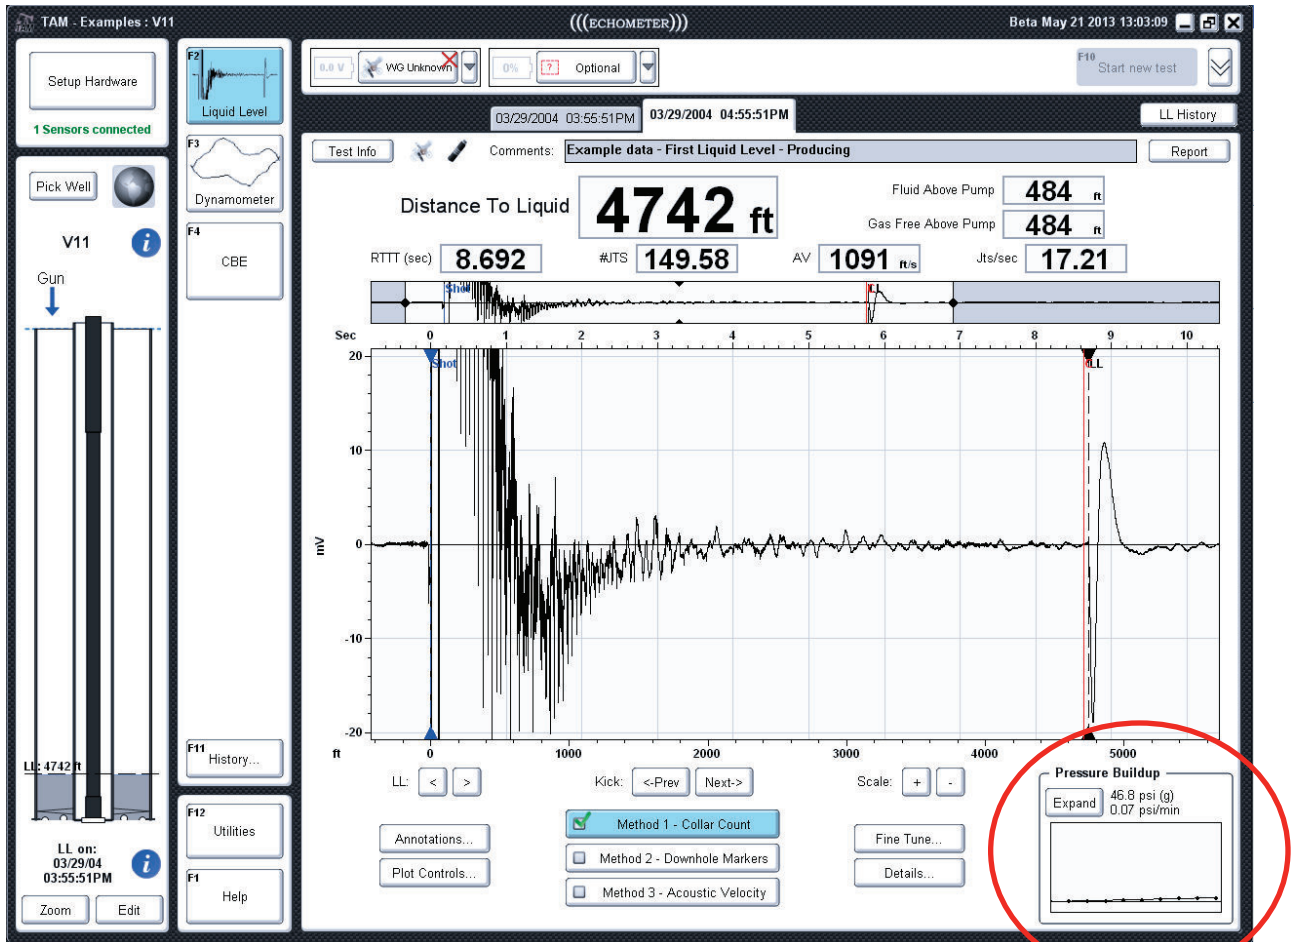 TAM - Examples : V11
(((ECHOMETER)))
Beta May 21 2013 13:03:09
Setup Hardware
1 Sensors connected
Pick Well
V11
Gun
LL: 4742 ft
LL on:
03/29/04
03:55:51PM
Zoom
Edit
F2
Liquid Level
F3
Dynamometer
F4
CBE
F11
History...
F12
Utilities
F1
Help
0.0 V
WG Unknown
0%
?
Optional
F10
Start new test
03/29/2004 03:55:51PM
03/29/2004 04:55:51PM
LL History
Test Info
Comments:
Example data - First Liquid Level - Producing
Report
Distance To Liquid
4742 ft
Fluid Above Pump
484 ft
Gas Free Above Pump
484 ft
RTTT (sec)
8.692
#JTS
149.58
AV
1091 ft/s
Jts/sec
17.21
Shot
Sec
0 1 2 3 4 5 6 7 8 9 10
Shot
LL
20
10
0
-10
-20
mV
ft
0 1000 2000 3000 4000 5000
LL:
<
>
Kick:
<-Prev
Next->
Scale:
+
-
Annotations...
Plot Controls...
Method 1 - Collar Count
Method 2 - Downhole Markers
Method 3 - Acoustic Velocity
Fine Tune...
Details...
Pressure Buildup
Expand
46.8 psi (g)
0.07 psi/min